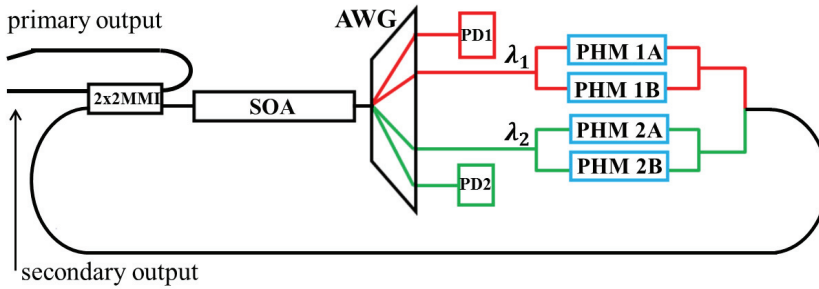 primary output
AWG
PD1
λ₁
PHM 1A
PHM 1B
2x2MMI
SOA
λ₂
PHM 2A
PHM 2B
PD2
secondary output